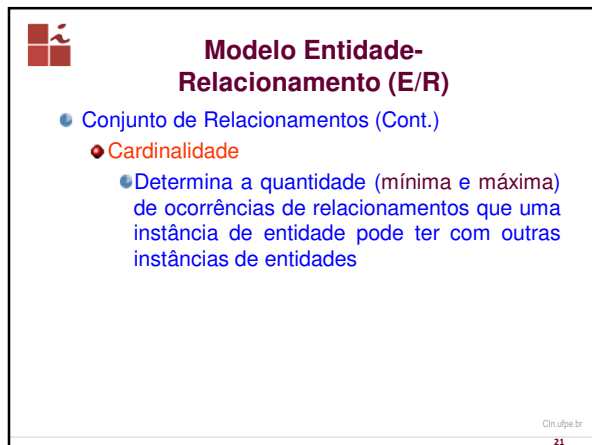 Modelo Entidade-
Relacionamento (E/R)
Conjunto de Relacionamentos (Cont.)
Cardinalidade
Determina a quantidade (mínima e máxima)
de ocorrências de relacionamentos que uma
instância de entidade pode ter com outras
instâncias de entidades
CIn.ufpe.br
21